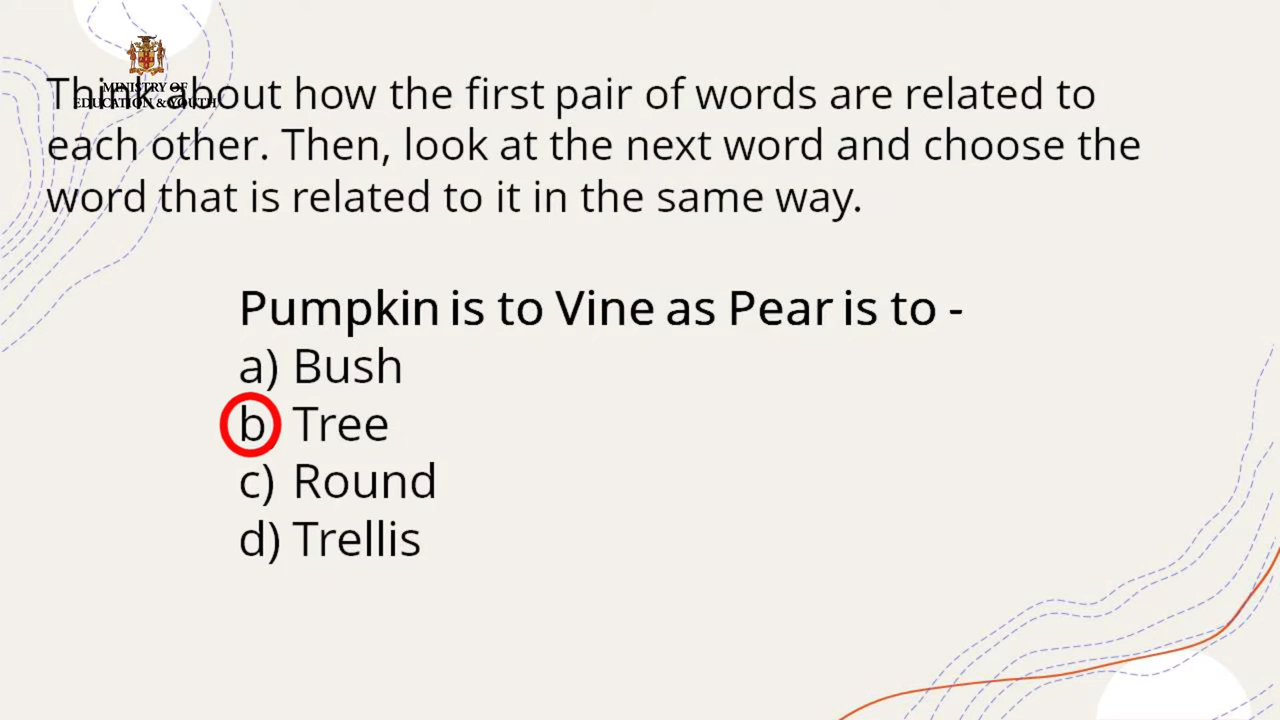 MINISTRY OF
EDUCATION & YOUTH
Think about how the first pair of words are related to
each other. Then, look at the next word and choose the
word that is related to it in the same way.
Pumpkin is to Vine as Pear is to -
a) Bush
b) Tree
c) Round
d) Trellis